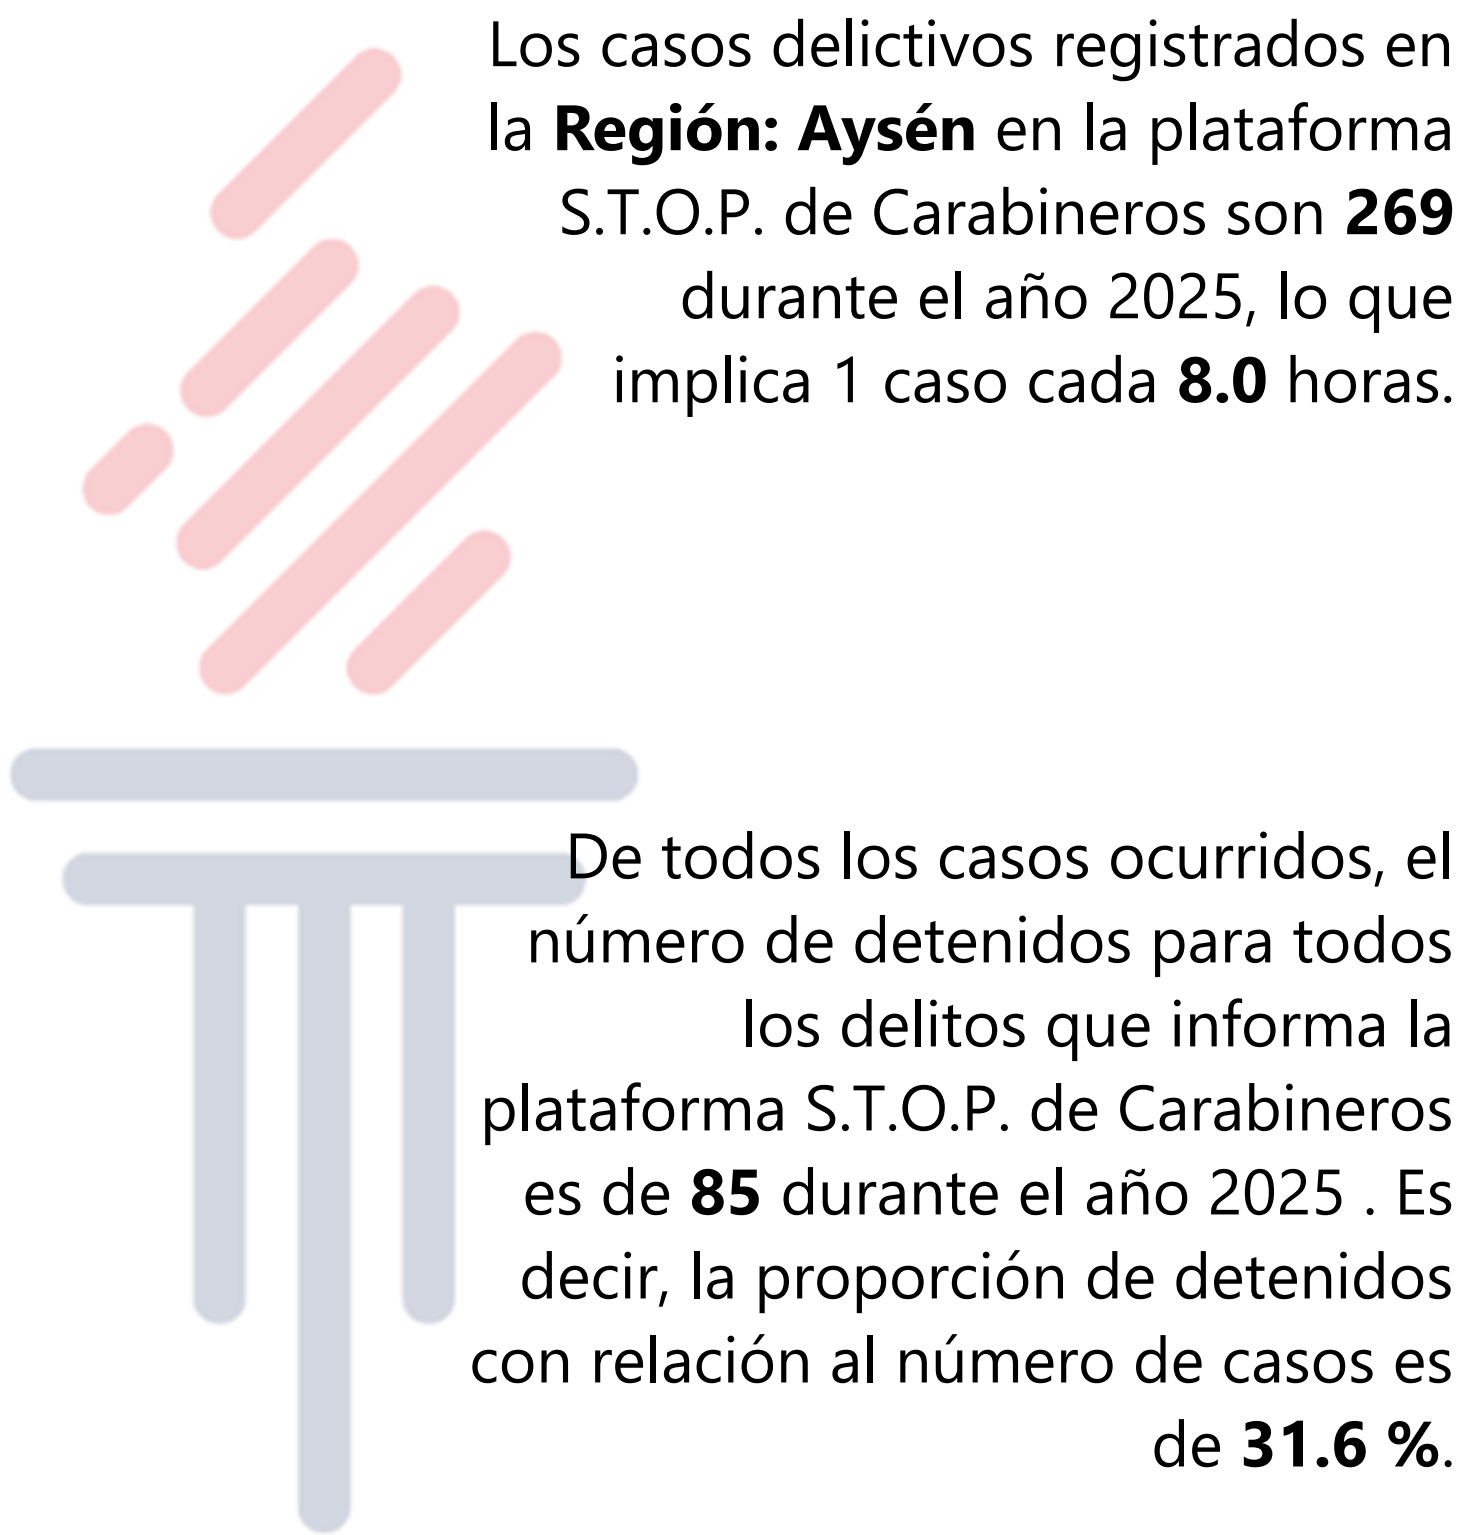 Los casos delictivos registrados en
la Región: Aysén en la plataforma
S.T.O.P. de Carabineros son 269
durante el año 2025, lo que
implica 1 caso cada 8.0 horas.
De todos los casos ocurridos, el
número de detenidos para todos
los delitos que informa la
plataforma S.T.O.P. de Carabineros
es de 85 durante el año 2025 . Es
decir, la proporción de detenidos
con relación al número de casos es
de 31.6 %.